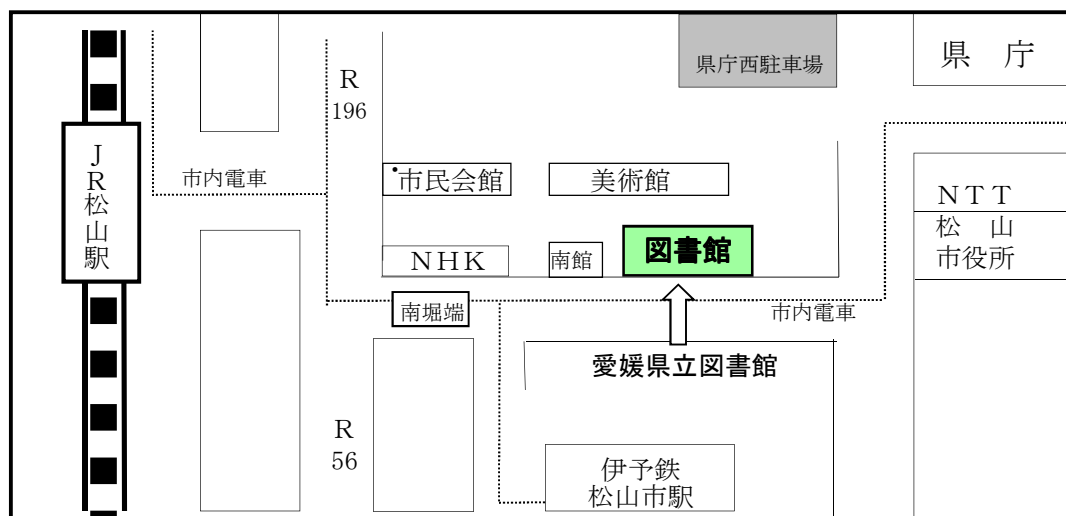 県庁西駐車場
県 庁
R
196
JR松山駅
市内電車
・市民会館
美術館
NTT
松 山
市役所
NHK
南館
図書館
南堀端
市内電車
愛媛県立図書館
R
56
伊予鉄
松山市駅